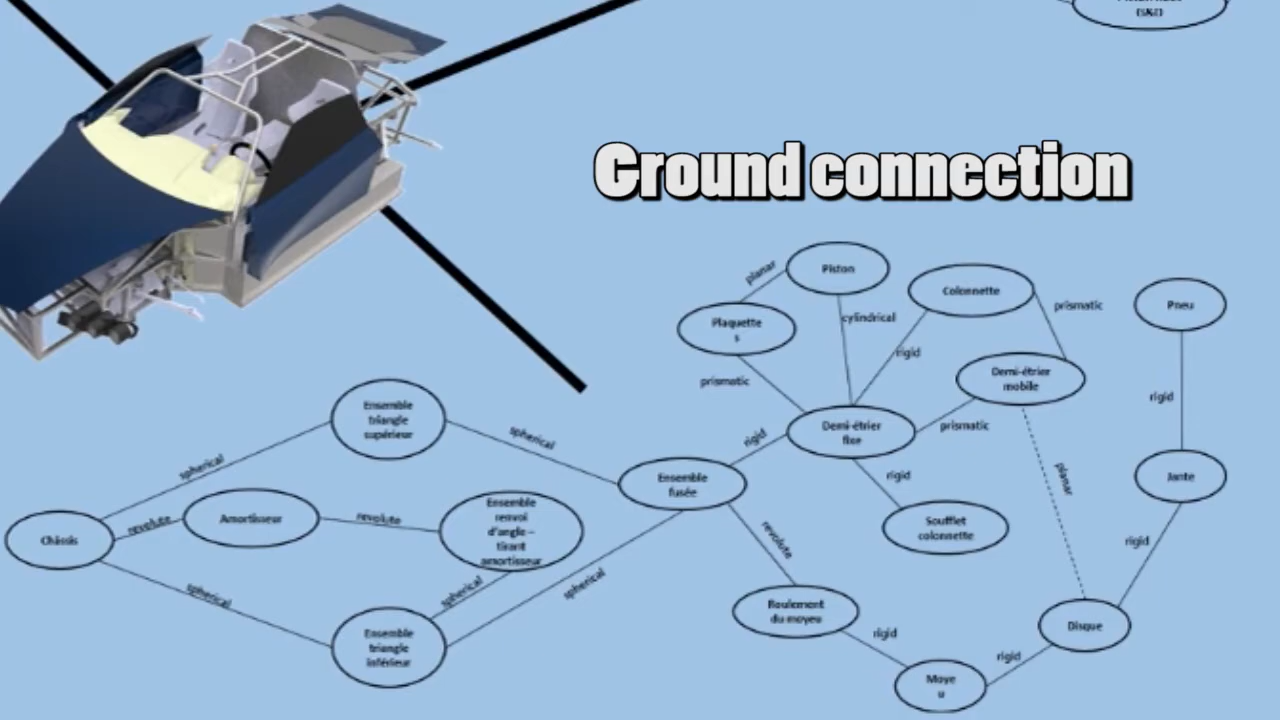 (S&E)
Ground connection
planar
Piston
Colonnette
prismatic
Pneu
Plaquette
s
cylindrical
rigid
Demi-étrier
mobile
prismatic
rigid
Ensemble
triangle
supérieur
spherical
spherical
rigid
Demi-étrier
fixe
prismatic
planar
Jante
Ensemble
fusée
rigid
Châssis
revolute
Amortisseur
revolute
Ensemble
renvoi
d'angle –
tirant
amortisseur
Soufflet
colonnette
revolute
rigid
spherical
spherical
spherical
Roulement
du moyeu
Disque
Ensemble
triangle
inférieur
rigid
rigid
Moye
u